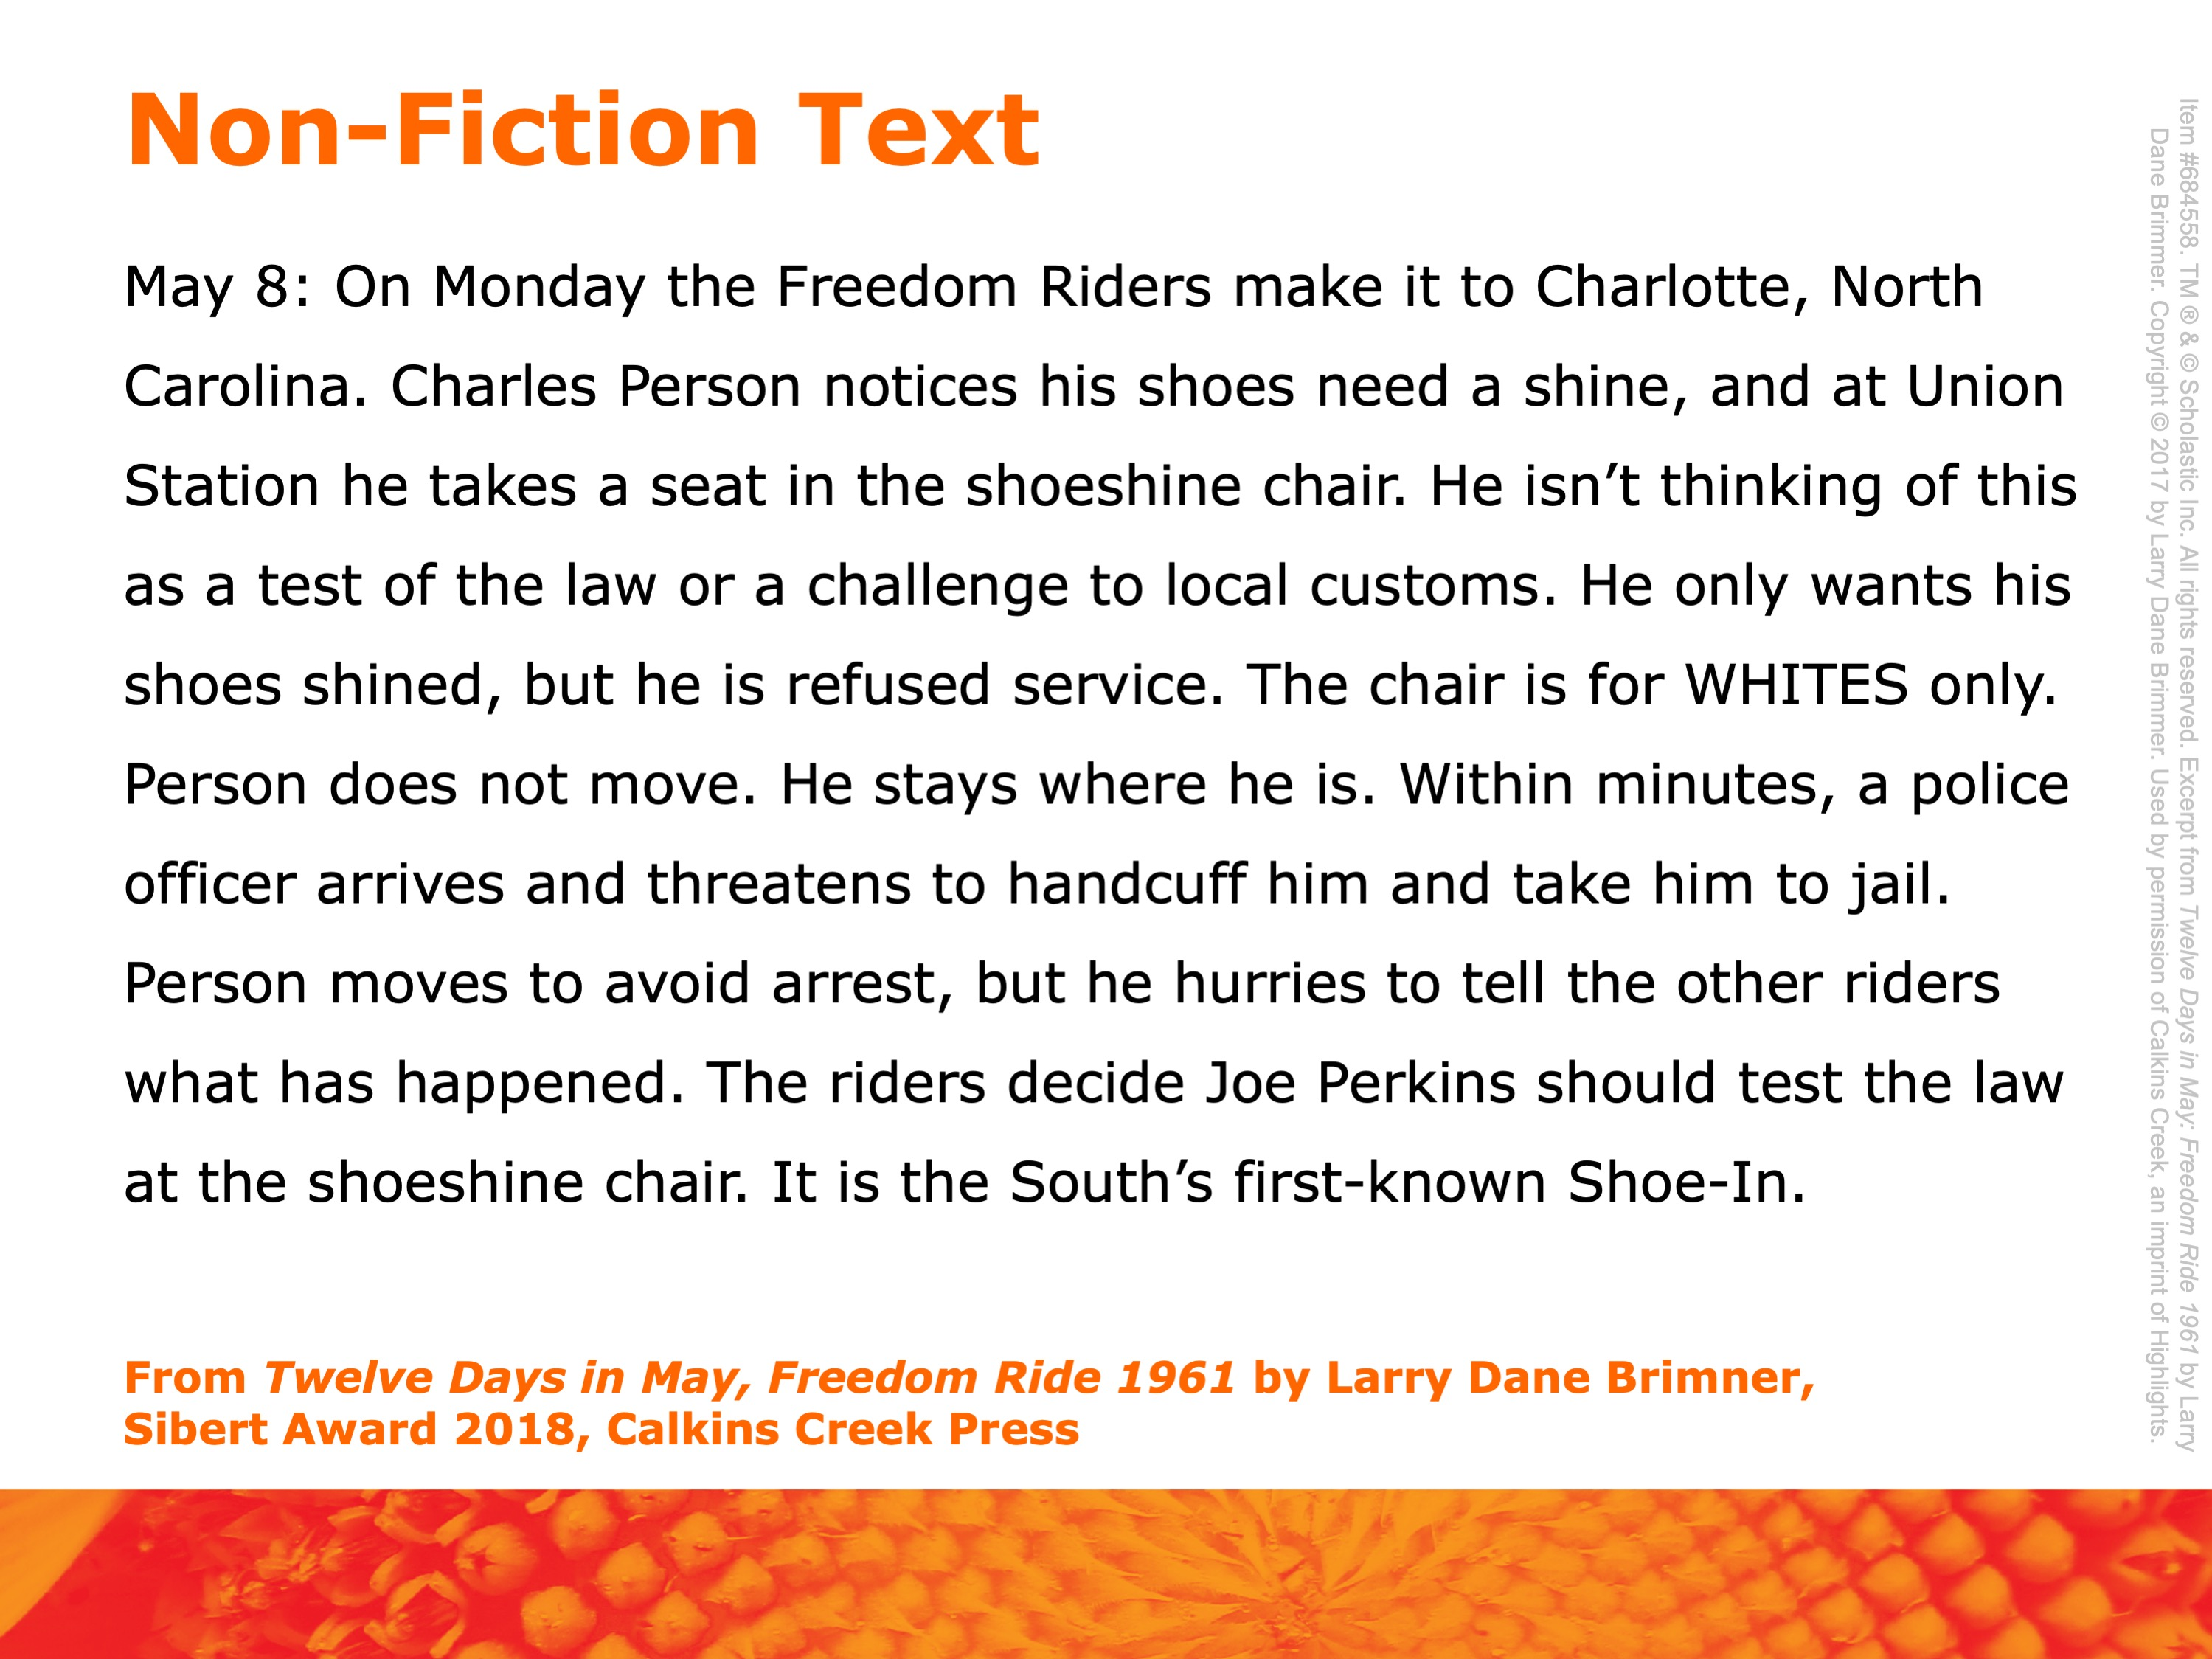 Non-Fiction Text
May 8: On Monday the Freedom Riders make it to Charlotte, North
Carolina. Charles Person notices his shoes need a shine, and at Union
Station he takes a seat in the shoeshine chair. He isn’t thinking of this
as a test of the law or a challenge to local customs. He only wants his
shoes shined, but he is refused service. The chair is for WHITES only.
Person does not move. He stays where he is. Within minutes, a police
officer arrives and threatens to handcuff him and take him to jail.
Person moves to avoid arrest, but he hurries to tell the other riders
what has happened. The riders decide Joe Perkins should test the law
at the shoeshine chair. It is the South’s first-known Shoe-In.
From Twelve Days in May, Freedom Ride 1961 by Larry Dane Brimner,
Sibert Award 2018, Calkins Creek Press
Item #684558. TM ® & © Scholastic Inc. All rights reserved. Excerpt from Twelve Days in May: Freedom Ride 1961 by Larry
Dane Brimmer. Copyright © 2017 by Larry Dane Brimmer. Used by permission of Calkins Creek, an imprint of Highlights.